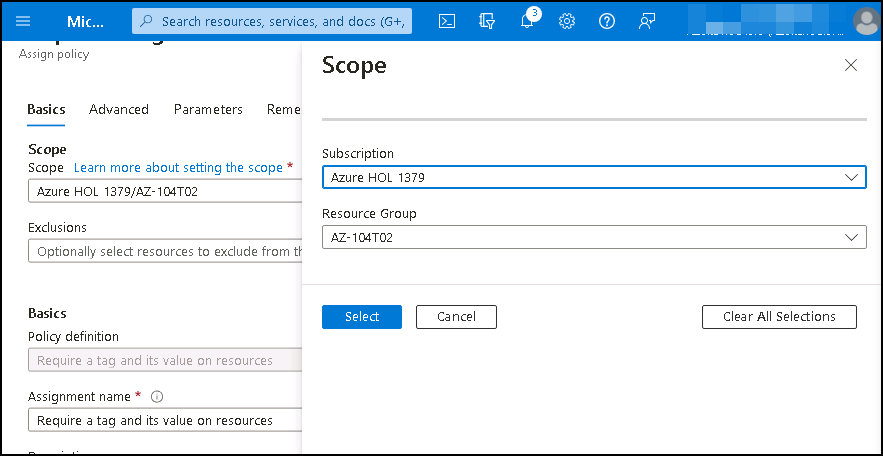 Mic...
Search resources, services, and docs (G+,
3
Assign policy
Basics Advanced Parameters Reme
Scope
Scope Learn more about setting the scope *
Azure HOL 1379/AZ-104T02
Exclusions
Optionally select resources to exclude from th
Basics
Policy definition
Require a tag and its value on resources
Assignment name *
Require a tag and its value on resources
Scope
Subscription
Azure HOL 1379
Resource Group
AZ-104T02
Select Cancel Clear All Selections